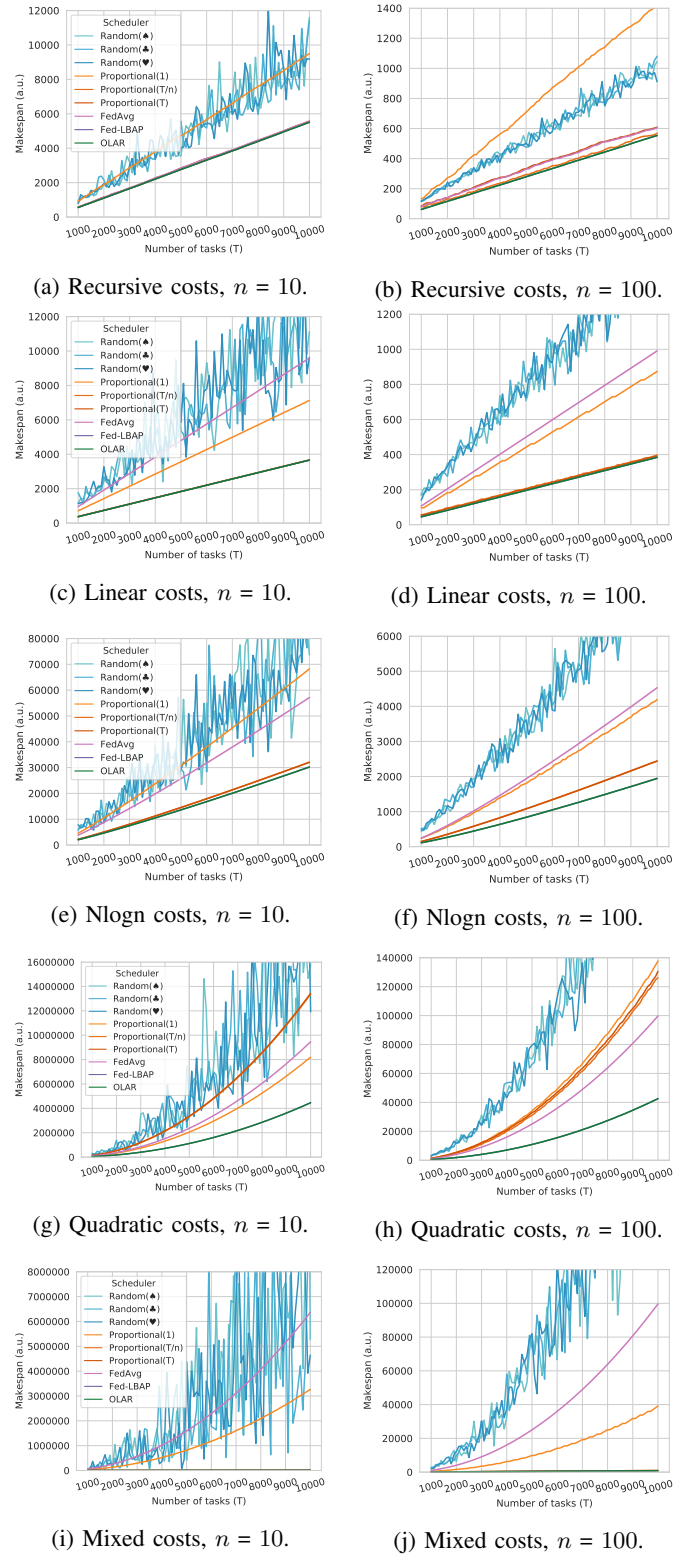 12000
10000
8000
6000
4000
2000
0
Makespan (a.u.)
Scheduler
Random(♠)
Random(♣)
Random(♥)
Proportional(1)
Proportional(T/n)
Proportional(T)
FedAvg
Fed-LBAP
OLAR
1000 2000 3000 4000 5000 6000 7000 8000 9000 10000
Number of tasks (T)
(a) Recursive costs, n = 10.
1400
1200
1000
800
600
400
200
0
Makespan (a.u.)
1000 2000 3000 4000 5000 6000 7000 8000 9000 10000
Number of tasks (T)
(b) Recursive costs, n = 100.
12000
10000
8000
6000
4000
2000
0
Makespan (a.u.)
Scheduler
Random(♠)
Random(♣)
Random(♥)
Proportional(1)
Proportional(T/n)
Proportional(T)
FedAvg
Fed-LBAP
OLAR
1000 2000 3000 4000 5000 6000 7000 8000 9000 10000
Number of tasks (T)
(c) Linear costs, n = 10.
1200
1000
800
600
400
200
0
Makespan (a.u.)
1000 2000 3000 4000 5000 6000 7000 8000 9000 10000
Number of tasks (T)
(d) Linear costs, n = 100.
80000
70000
60000
50000
40000
30000
20000
10000
0
Makespan (a.u.)
Scheduler
Random(♠)
Random(♣)
Random(♥)
Proportional(1)
Proportional(T/n)
Proportional(T)
FedAvg
Fed-LBAP
OLAR
1000 2000 3000 4000 5000 6000 7000 8000 9000 10000
Number of tasks (T)
(e) Nlogn costs, n = 10.
6000
5000
4000
3000
2000
1000
0
Makespan (a.u.)
1000 2000 3000 4000 5000 6000 7000 8000 9000 10000
Number of tasks (T)
(f) Nlogn costs, n = 100.
16000000
14000000
12000000
10000000
8000000
6000000
4000000
2000000
0
Makespan (a.u.)
Scheduler
Random(♠)
Random(♣)
Random(♥)
Proportional(1)
Proportional(T/n)
Proportional(T)
FedAvg
Fed-LBAP
OLAR
1000 2000 3000 4000 5000 6000 7000 8000 9000 10000
Number of tasks (T)
(g) Quadratic costs, n = 10.
140000
120000
100000
80000
60000
40000
20000
0
Makespan (a.u.)
1000 2000 3000 4000 5000 6000 7000 8000 9000 10000
Number of tasks (T)
(h) Quadratic costs, n = 100.
8000000
7000000
6000000
5000000
4000000
3000000
2000000
1000000
0
Makespan (a.u.)
Scheduler
Random(♠)
Random(♣)
Random(♥)
Proportional(1)
Proportional(T/n)
Proportional(T)
FedAvg
Fed-LBAP
OLAR
1000 2000 3000 4000 5000 6000 7000 8000 9000 10000
Number of tasks (T)
(i) Mixed costs, n = 10.
120000
100000
80000
60000
40000
20000
0
Makespan (a.u.)
1000 2000 3000 4000 5000 6000 7000 8000 9000 10000
Number of tasks (T)
(j) Mixed costs, n = 100.